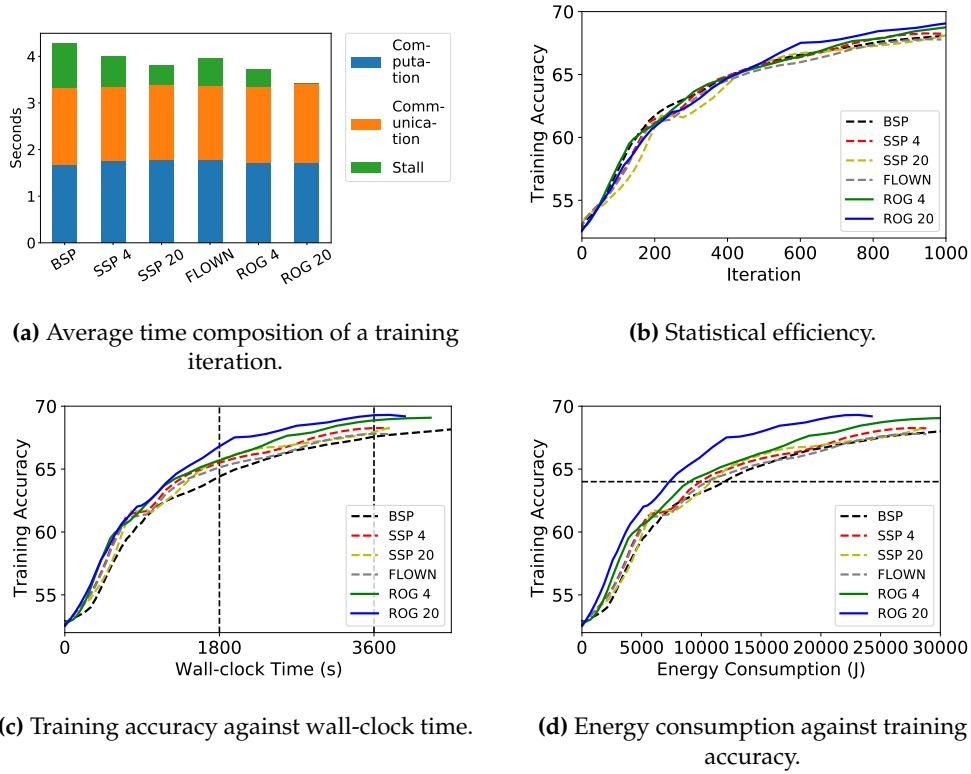 4
3
2
1
0
Seconds
BSP
SSP 4
SSP 20
FLOWN
ROG 4
ROG 20
Com-
puta-
tion
Comm-
unica-
tion
Stall
(a) Average time composition of a training
iteration.
70
65
60
55
Training Accuracy
0 200 400 600 800 1000
Iteration
BSP
SSP 4
SSP 20
FLOWN
ROG 4
ROG 20
(b) Statistical efficiency.
70
65
60
55
Training Accuracy
0 1800 3600
Wall-clock Time (s)
BSP
SSP 4
SSP 20
FLOWN
ROG 4
ROG 20
(c) Training accuracy against wall-clock time.
70
65
60
55
Training Accuracy
0 5000 10000 15000 20000 25000 30000
Energy Consumption (J)
BSP
SSP 4
SSP 20
FLOWN
ROG 4
ROG 20
(d) Energy consumption against training
accuracy.